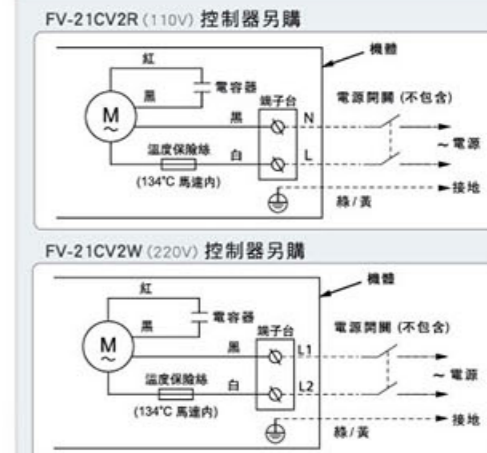 FV-21CV2R (110V) 控制器另購
機體
紅
電容器
黑
端子台
電源開關 (不包含)
M
~
黑
N
~電源
溫度保險絲
白
L
(134°C 馬達內)
接地
綠/黃
FV-21CV2W (220V) 控制器另購
機體
紅
電容器
黑
端子台
電源開關 (不包含)
M
~
黑
L1
~電源
溫度保險絲
白
L2
(134°C 馬達內)
接地
綠/黃